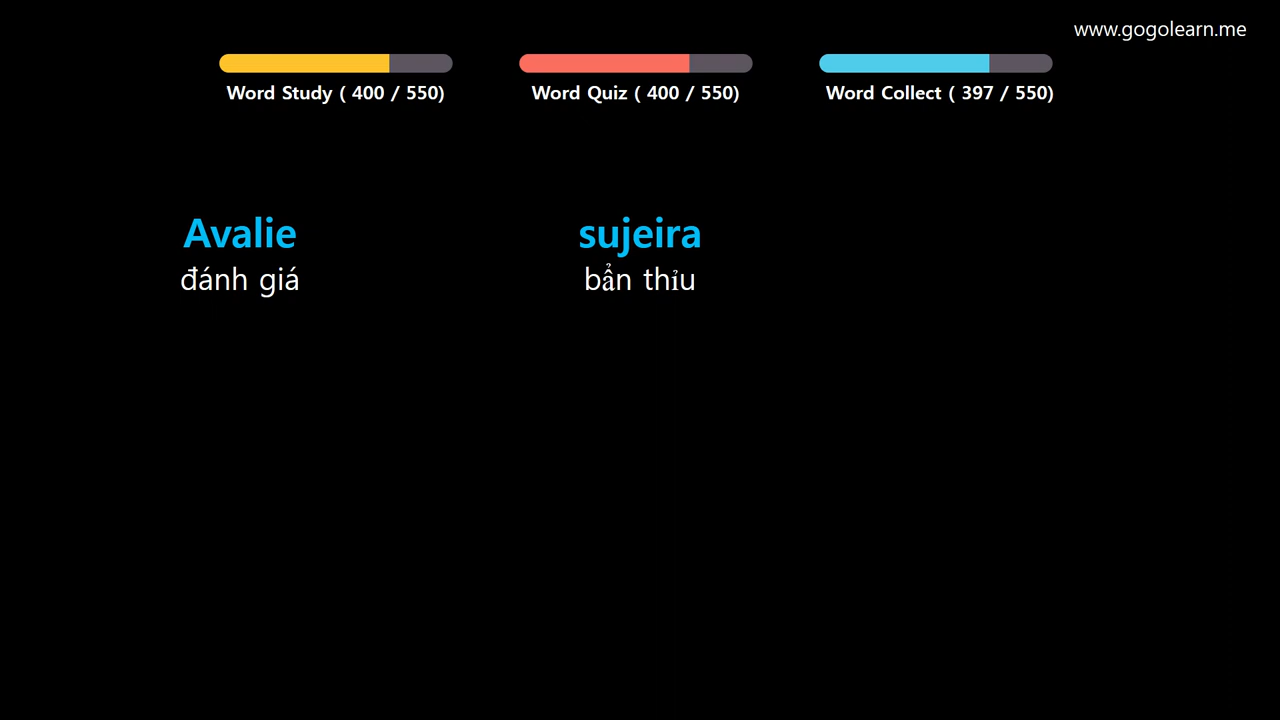 www.gogolearn.me
Word Study ( 400 / 550)
Word Quiz ( 400 / 550)
Word Collect ( 397 / 550)
Avalie
đánh giá
sujeira
bẩn thỉu